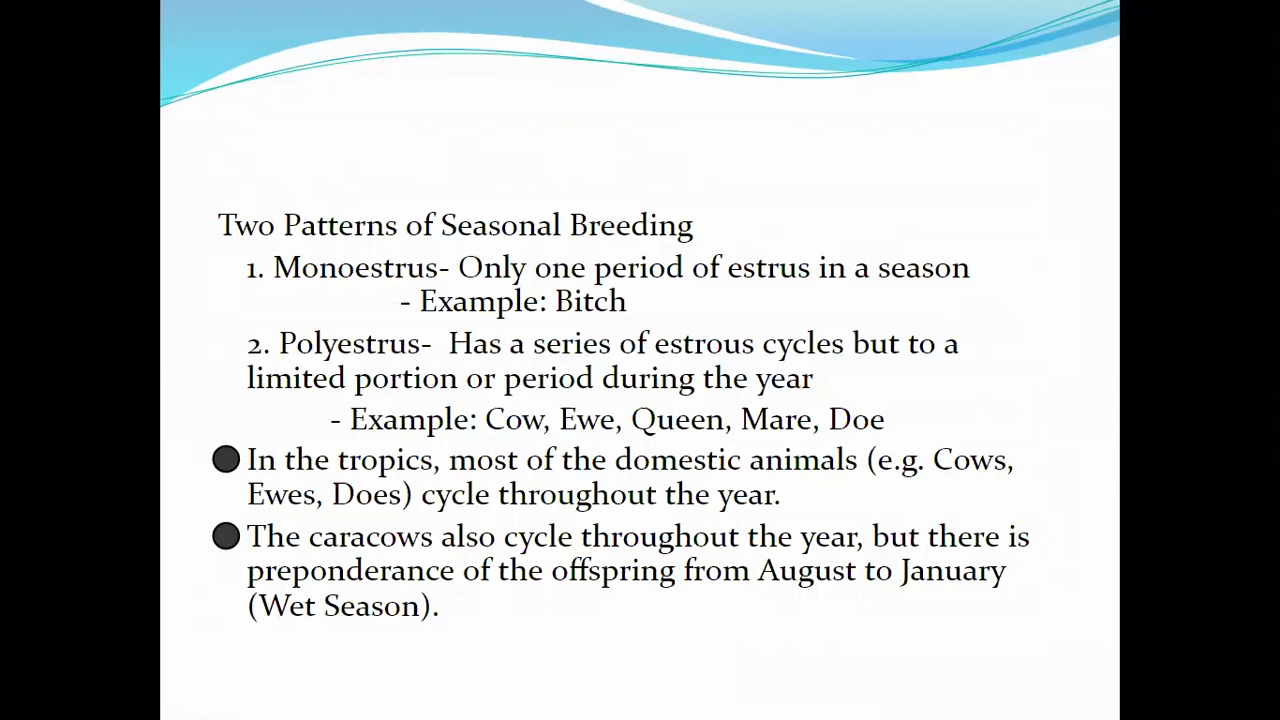 Two Patterns of Seasonal Breeding
1. Monoestrus- Only one period of estrus in a season
- Example: Bitch
2. Polyestrus- Has a series of estrous cycles but to a
limited portion or period during the year
- Example: Cow, Ewe, Queen, Mare, Doe
● In the tropics, most of the domestic animals (e.g. Cows,
Ewes, Does) cycle throughout the year.
● The caracows also cycle throughout the year, but there is
preponderance of the offspring from August to January
(Wet Season).